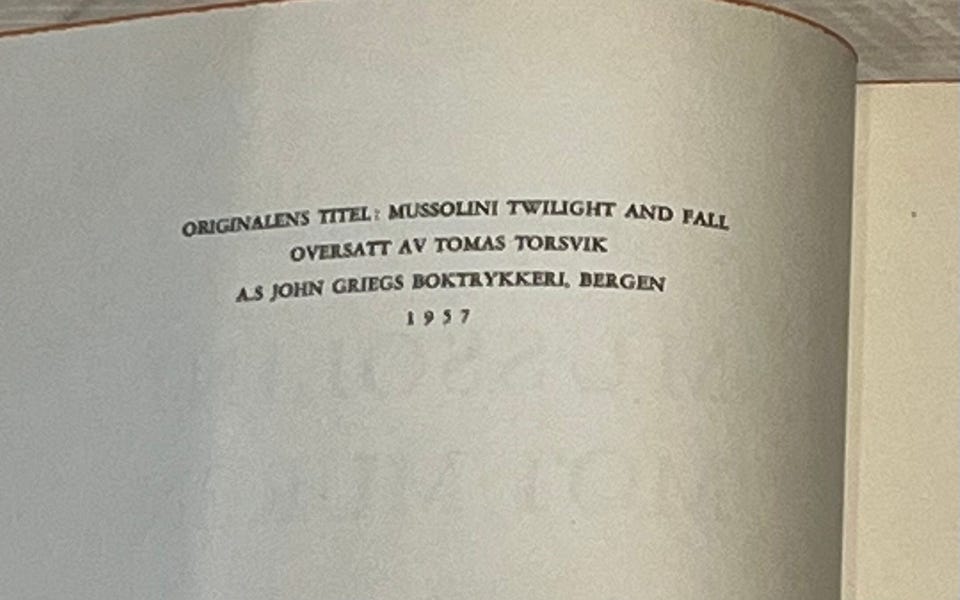 ORIGINALENS TITEL: MUSSOLINI TWILIGHT AND FALL
OVERSATT AV TOMAS TORSVIK
A.S JOHN GRIEGS BOKTRYKKERI, BERGEN
1957